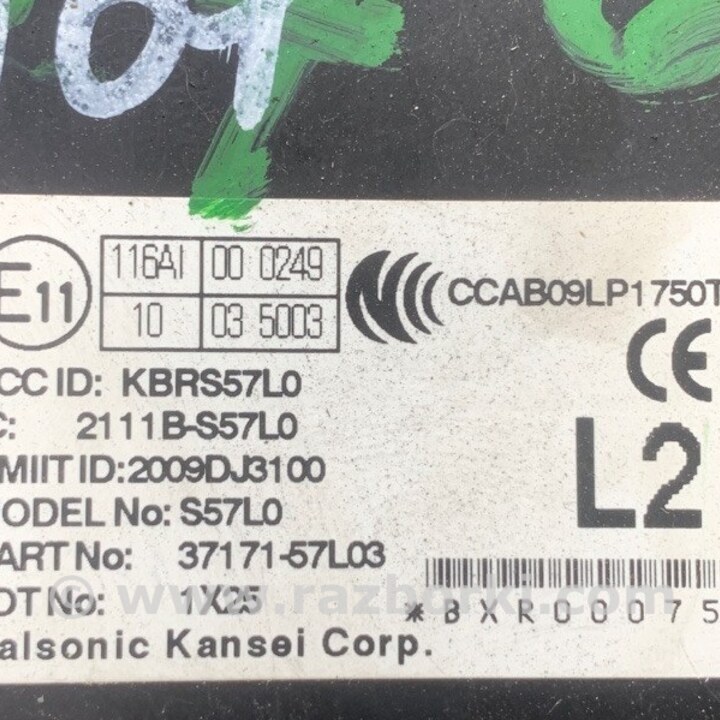 E11 116AI 00 0249
10 03 5003
CCAB09LP1750T
CE
CC ID: KBRS57L0
C: 2111B-S57L0
L2
MIIT ID:2009DJ3100
ODEL No: S57L0
ART No: 37171-57L03
OT No: 1X25
*BXR00075
alsonic Kansei Corp.
© www.razborki.com